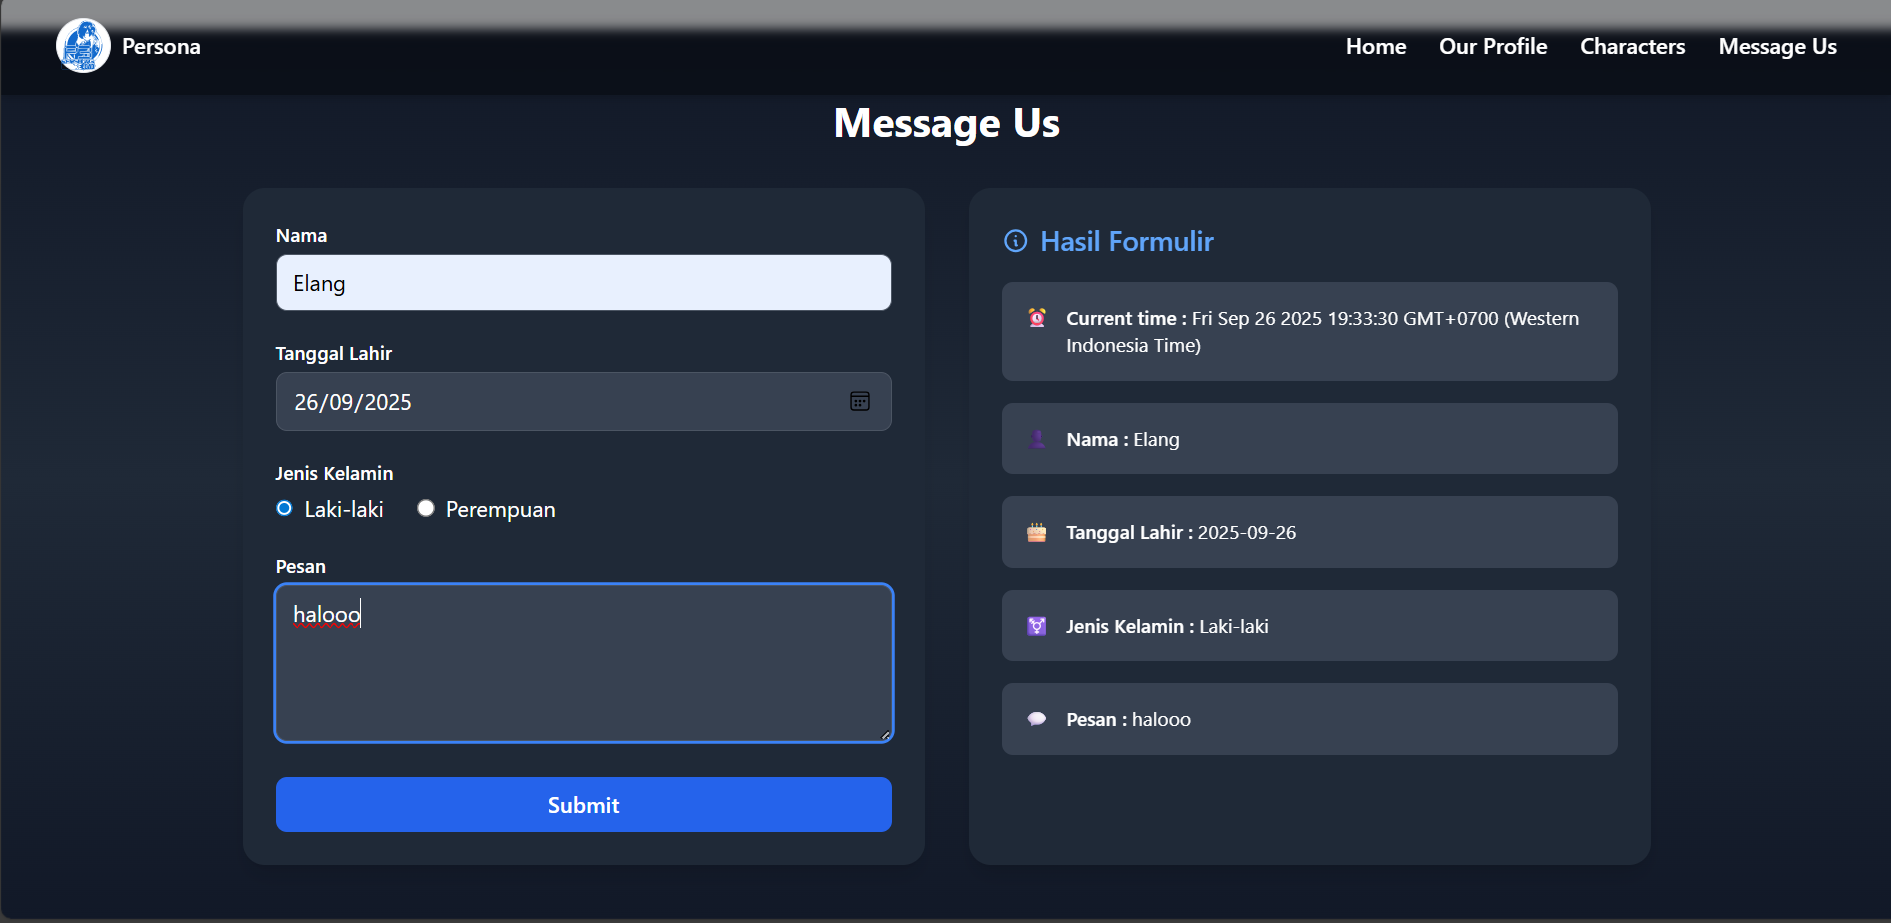 Persona
Home Our Profile Characters Message Us
Message Us
Nama
Elang
Tanggal Lahir
26/09/2025
Jenis Kelamin
Laki-laki Perempuan
Pesan
halooo
Submit
Hasil Formulir
Current time : Fri Sep 26 2025 19:33:30 GMT+0700 (Western
Indonesia Time)
Nama : Elang
Tanggal Lahir : 2025-09-26
Jenis Kelamin : Laki-laki
Pesan : halooo